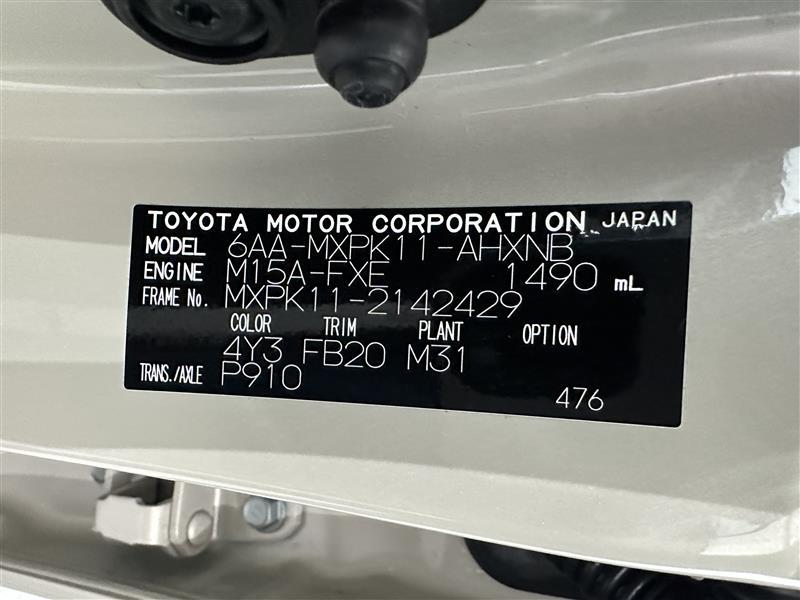 TOYOTA MOTOR CORPORATION JAPAN
MODEL 6AA-MXPK11-AHXNB
ENGINE M15A-FXE 1490 mL
FRAME No. MXPK11-2142429
COLOR TRIM PLANT OPTION
4Y3 FB20 M31
TRANS./AXLE P910
476